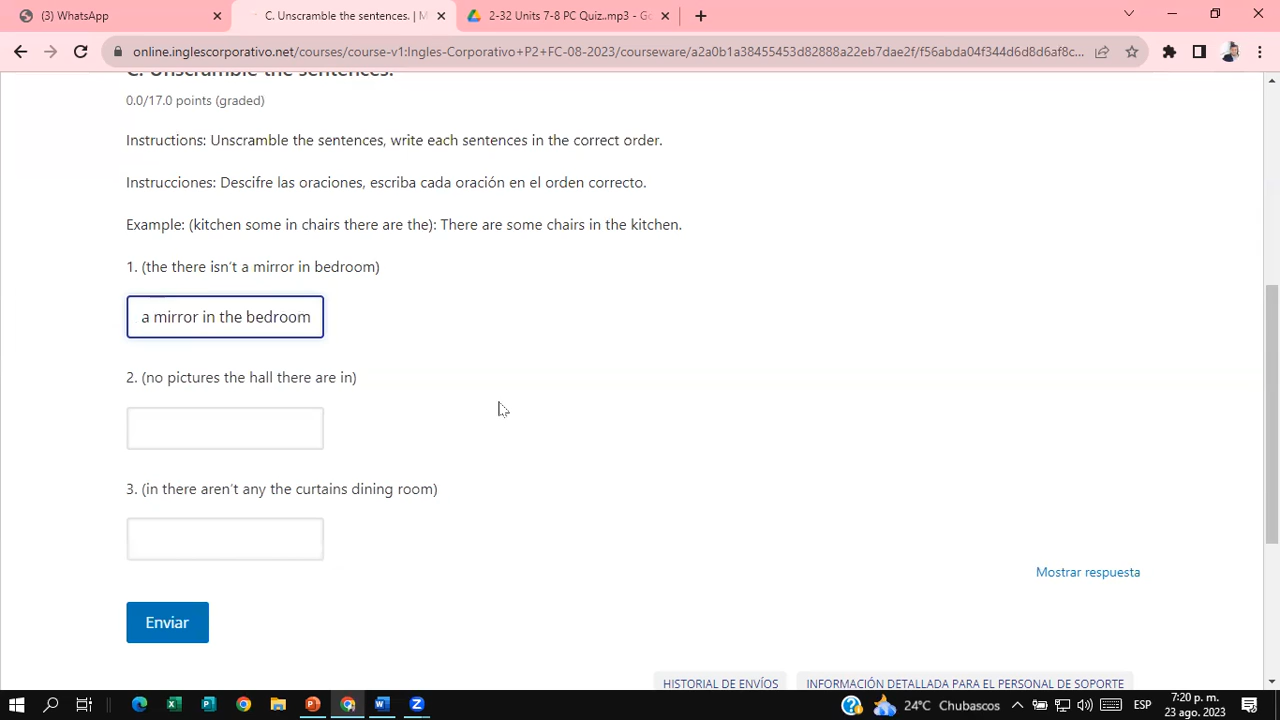 (3) WhatsApp
C. Unscramble the sentences. | M
2-32 Units 7-8 PC Quiz..mp3 - Go
online.inglescorporativo.net/courses/course-v1:Ingles-Corporativo+P2+FC-08-2023/courseware/a2a0b1a38455453d82888a22eb7dae2f/f56abda04f344d6d8d6af8c...
C. Unscramble the sentences.
0.0/17.0 points (graded)
Instructions: Unscramble the sentences, write each sentences in the correct order.
Instrucciones: Descifre las oraciones, escriba cada oración en el orden correcto.
Example: (kitchen some in chairs there are the): There are some chairs in the kitchen.
1. (the there isn't a mirror in bedroom)
a mirror in the bedroom
2. (no pictures the hall there are in)
3. (in there aren't any the curtains dining room)
Mostrar respuesta
Enviar
HISTORIAL DE ENVÍOS
INFORMACIÓN DETALLADA PARA EL PERSONAL DE SOPORTE
24°C Chubascos
ESP
7:20 p. m.
23 ago. 2023